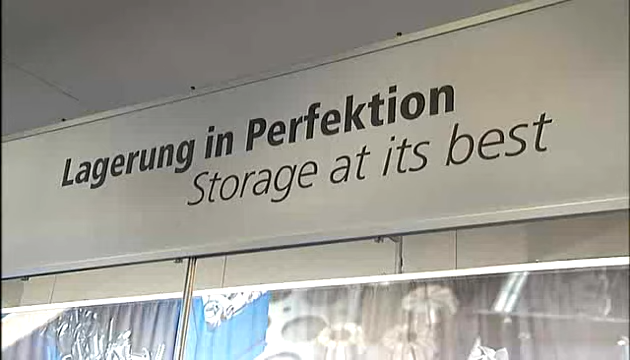 Lagerung in Perfektion
Storage at its best